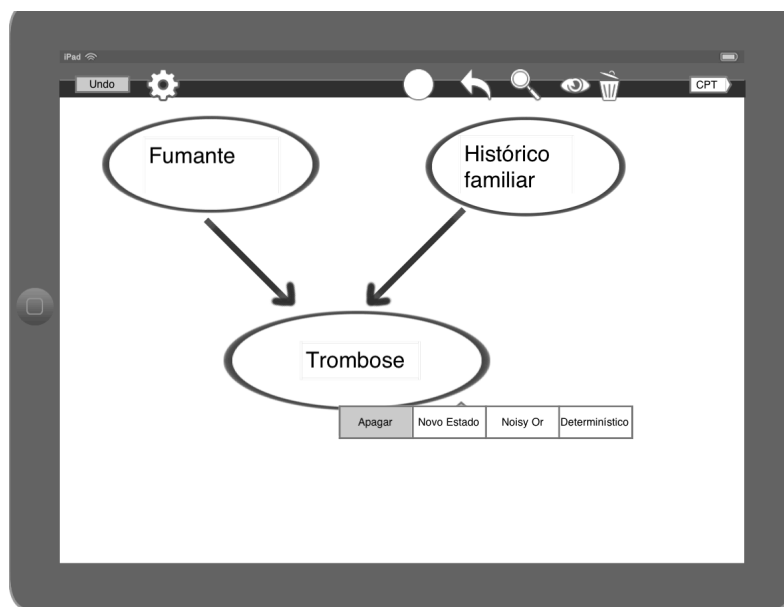 iPad
Undo
CPT
Fumante
Histórico
familiar
Trombose
Apagar
Novo Estado
Noisy Or
Determinístico